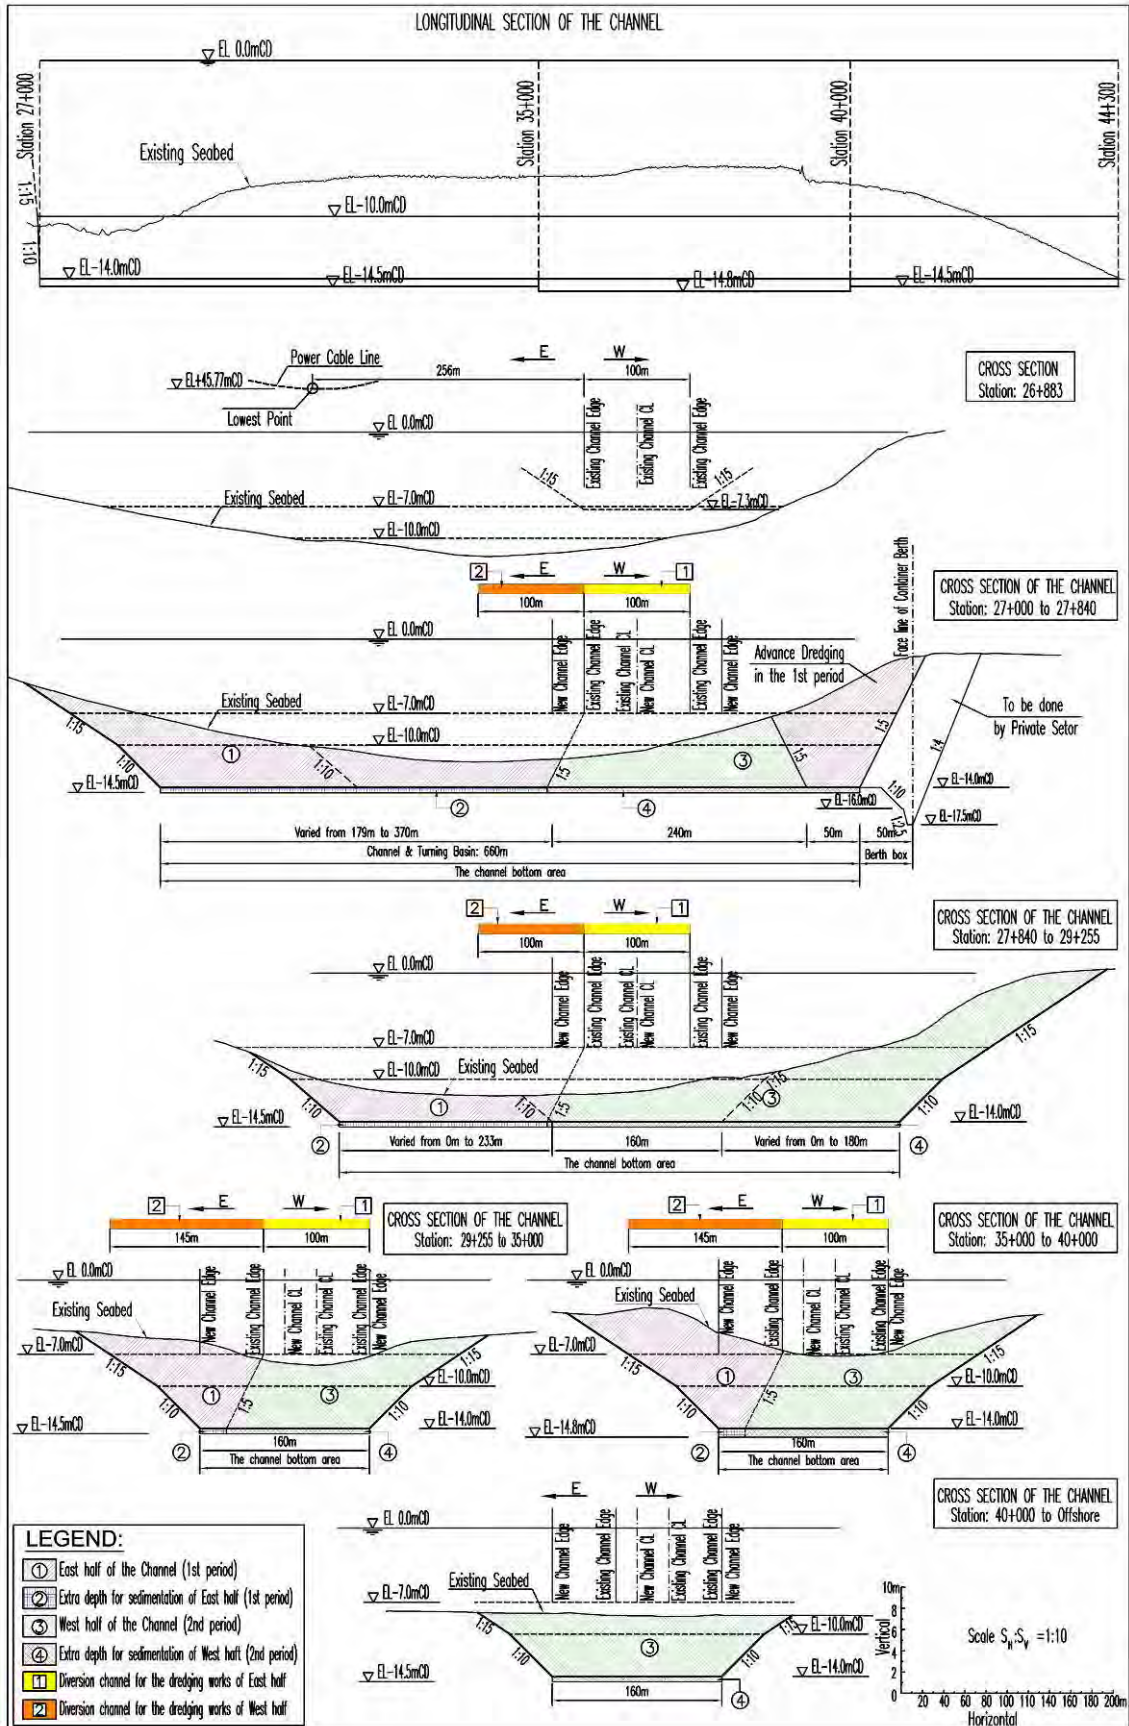 LONGITUDINAL SECTION OF THE CHANNEL
EL 0.0mCD
Station 27+000
Station 35+000
Station 40+000
Station 44+300
Existing Seabed
1:15
1:10
EL-10.0mCD
EL-14.0mCD
EL-14.5mCD
EL-14.8mCD
EL-14.5mCD
E
W
Power Cable Line
256m
100m
EL+45.77mCD
Lowest Point
CROSS SECTION
Station: 26+883
EL 0.0mCD
Existing Channel Edge
Existing Channel CL
Existing Channel Edge
1:15
1:15
Existing Seabed
EL-7.0mCD
EL-7.3mCD
EL-10.0mCD
2
E
W
1
100m
100m
Face line of Container Berth
CROSS SECTION OF THE CHANNEL
Station: 27+000 to 27+840
EL 0.0mCD
New Channel Edge
Existing Channel Edge
Existing Channel CL
New Channel CL
Existing Channel Edge
New Channel Edge
Advance Dredging
in the 1st period
Existing Seabed
EL-7.0mCD
To be done
by Private Setor
1:15
EL-10.0mCD
1
1:10
1:10
1:5
3
1:5
1:5
1:4
EL-14.5mCD
EL-14.0mCD
1:10
2
4
EL-16.0mCD
1:2.5
EL-17.5mCD
Varied from 179m to 370m
240m
50m
50m
Channel & Turning Basin: 660m
Berth box
The channel bottom area
2
E
W
1
100m
100m
CROSS SECTION OF THE CHANNEL
Station: 27+840 to 29+255
EL 0.0mCD
New Channel Edge
Existing Channel Edge
Existing Channel CL
New Channel CL
Existing Channel Edge
New Channel Edge
EL-7.0mCD
1:15
EL-10.0mCD
Existing Seabed
1:15
1:15
1:10
1
1:10
1:5
1:10
3
1:10
EL-14.5mCD
EL-14.0mCD
2
4
Varied from 0m to 233m
160m
Varied from 0m to 180m
The channel bottom area
2
E
W
1
145m
100m
CROSS SECTION OF THE CHANNEL
Station: 29+255 to 35+000
EL 0.0mCD
New Channel Edge
Existing Channel Edge
New Channel CL
Existing Channel CL
Existing Channel Edge
New Channel Edge
Existing Seabed
EL-7.0mCD
1:15
1:15
EL-10.0mCD
1
3
1:10
1:5
1:10
EL-14.5mCD
EL-14.0mCD
2
4
160m
The channel bottom area
2
E
W
1
145m
100m
CROSS SECTION OF THE CHANNEL
Station: 35+000 to 40+000
EL 0.0mCD
New Channel Edge
Existing Channel Edge
New Channel CL
Existing Channel CL
Existing Channel Edge
New Channel Edge
Existing Seabed
EL-7.0mCD
1:15
1:15
EL-10.0mCD
1
3
1:10
1:5
1:10
EL-14.8mCD
EL-14.0mCD
2
4
160m
The channel bottom area
E
W
CROSS SECTION OF THE CHANNEL
Station: 40+000 to Offshore
EL 0.0mCD
New Channel Edge
Existing Channel Edge
New Channel CL
Existing Channel CL
Existing Channel Edge
New Channel Edge
Existing Seabed
EL-7.0mCD
1:15
1:15
EL-10.0mCD
3
1:10
1:10
EL-14.5mCD
EL-14.0mCD
160m
4
LEGEND:
1 East half of the Channel (1st period)
2 Extra depth for sedimentation of East half (1st period)
3 West half of the Channel (2nd period)
4 Extra depth for sedimentation of West haft (2nd period)
1 Diversion channel for the dredging works of East half
2 Diversion channel for the dredging works of West half
10m
8
6
4
2
0
Vertical
Scale SH:SV =1:10
20 40 60 80 100 120 140 160 180 200m
Horizontal